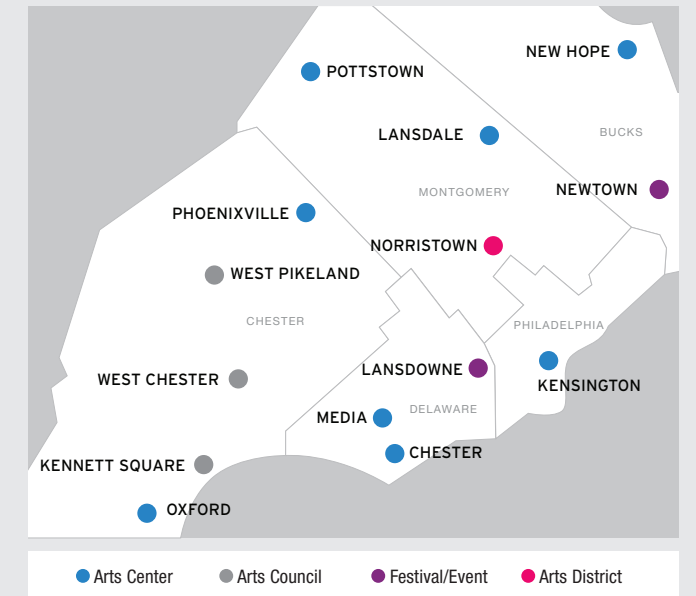 NEW HOPE
POTTSTOWN
LANSDALE
BUCKS
MONTGOMERY
NEWTOWN
PHOENIXVILLE
NORRISTOWN
WEST PIKELAND
CHESTER
PHILADELPHIA
LANSDOWNE
WEST CHESTER
KENSINGTON
MEDIA
DELAWARE
CHESTER
KENNETT SQUARE
OXFORD
Arts Center
Arts Council
Festival/Event
Arts District